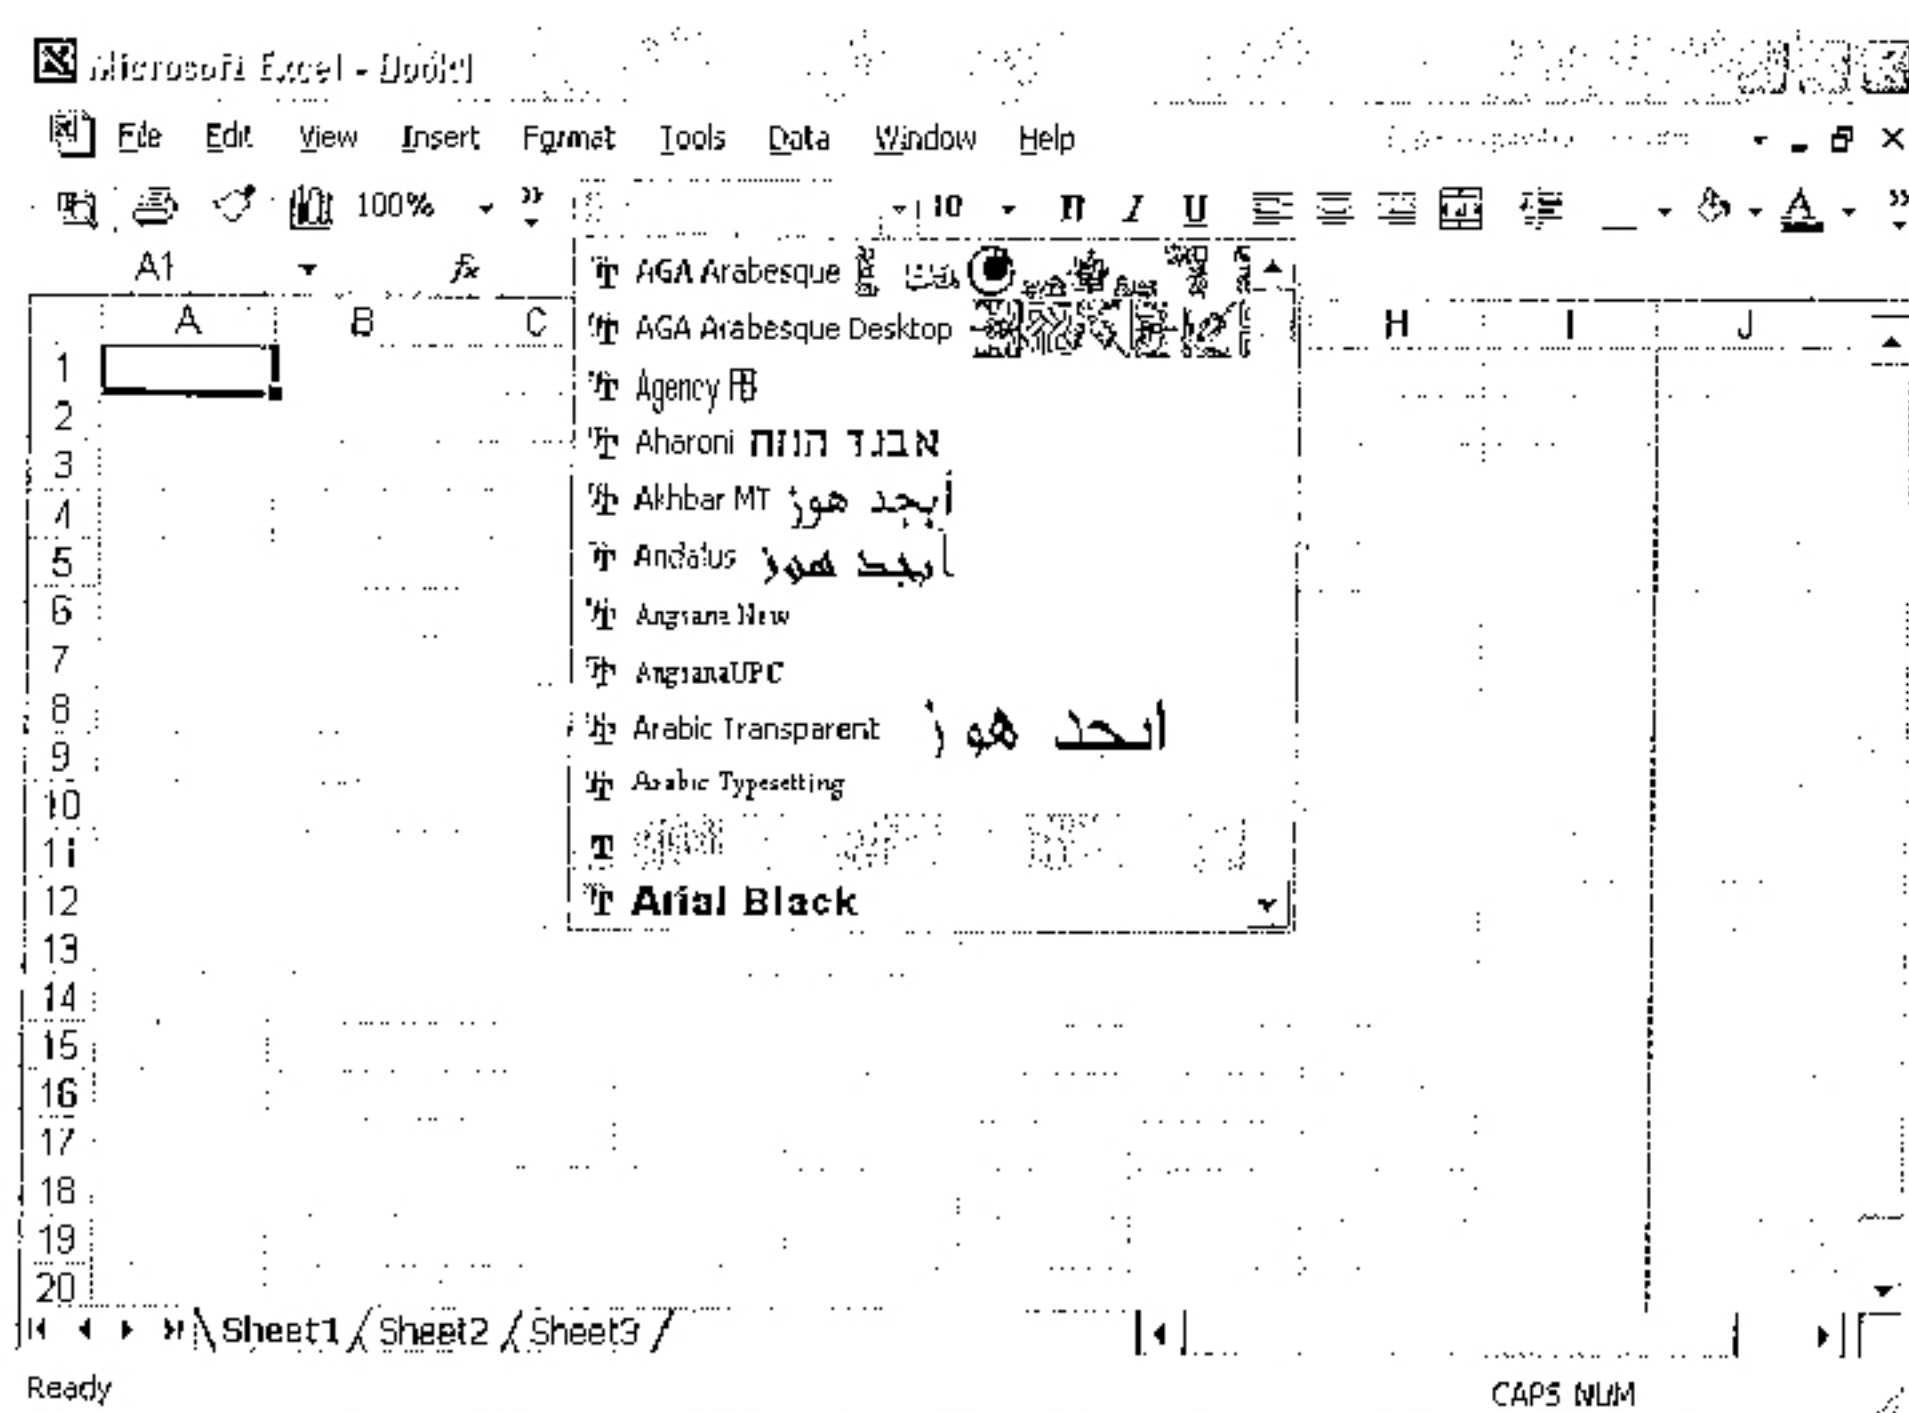 Microsoft Excel - Book1
File Edit View Insert Format Tools Data Window Help
100% 10 B I U
A1 fx
A B C H I J
AGA Arabesque
AGA Arabesque Desktop
Agency FB
Aharoni אבגד הוזה
Akhbar MT أبجد هوز
Andalus أبجد هوز
Angsana New
AngsanaUPC
Arabic Transparent أبجد هوز
Arabic Typesetting
Arial Black
1
2
3
4
5
6
7
8
9
10
11
12
13
14
15
16
17
18
19
20
Sheet1 Sheet2 Sheet3
Ready CAPS NUM